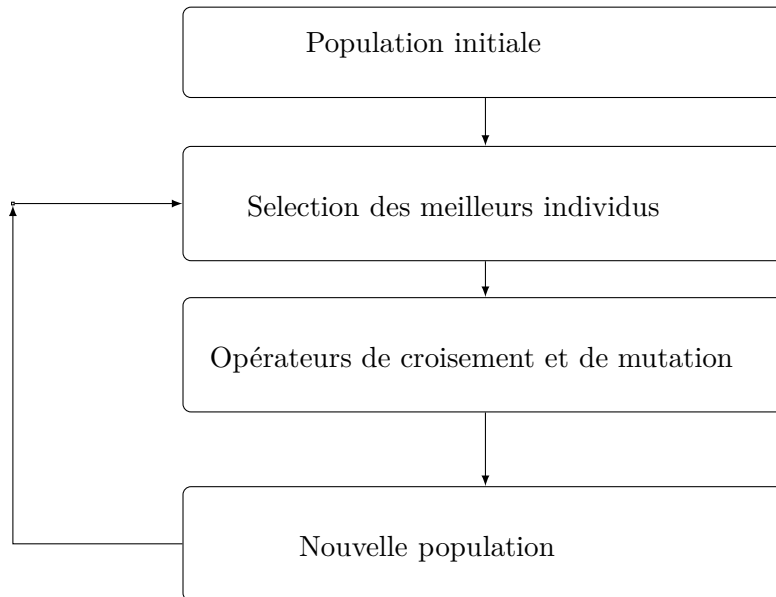 Population initiale
Selection des meilleurs individus
Opérateurs de croisement et de mutation
Nouvelle population